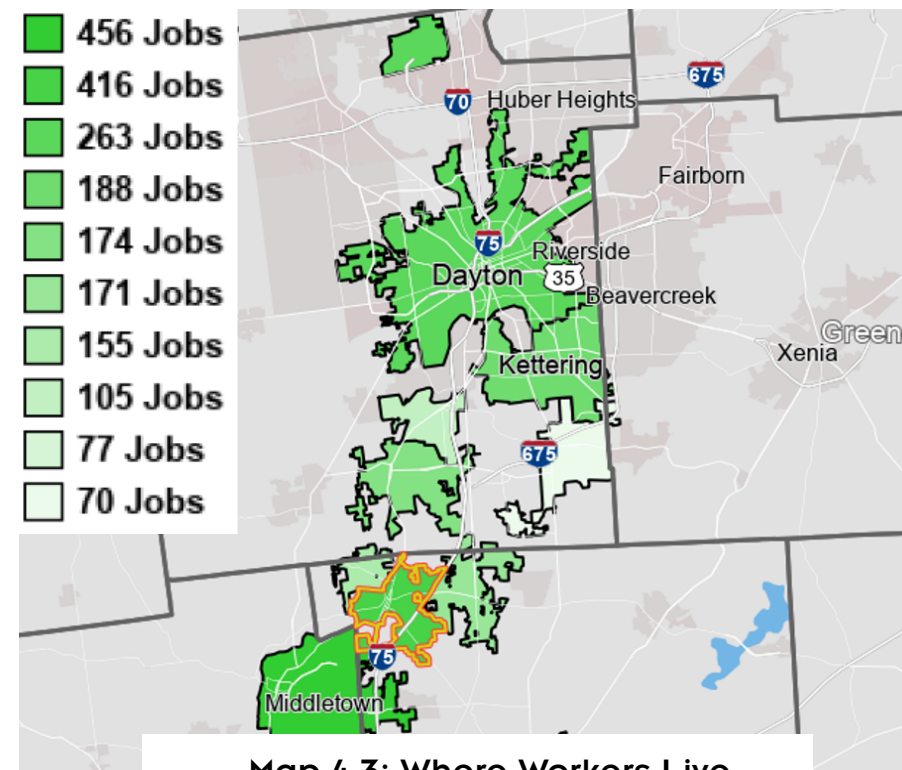 456 Jobs
416 Jobs
263 Jobs
188 Jobs
174 Jobs
171 Jobs
155 Jobs
105 Jobs
77 Jobs
70 Jobs
675
70
Huber Heights
Fairborn
75
Riverside
Dayton
35
Beavercreek
Green
Xenia
Kettering
675
75
Middletown
Map 4.3: Where Workers Live